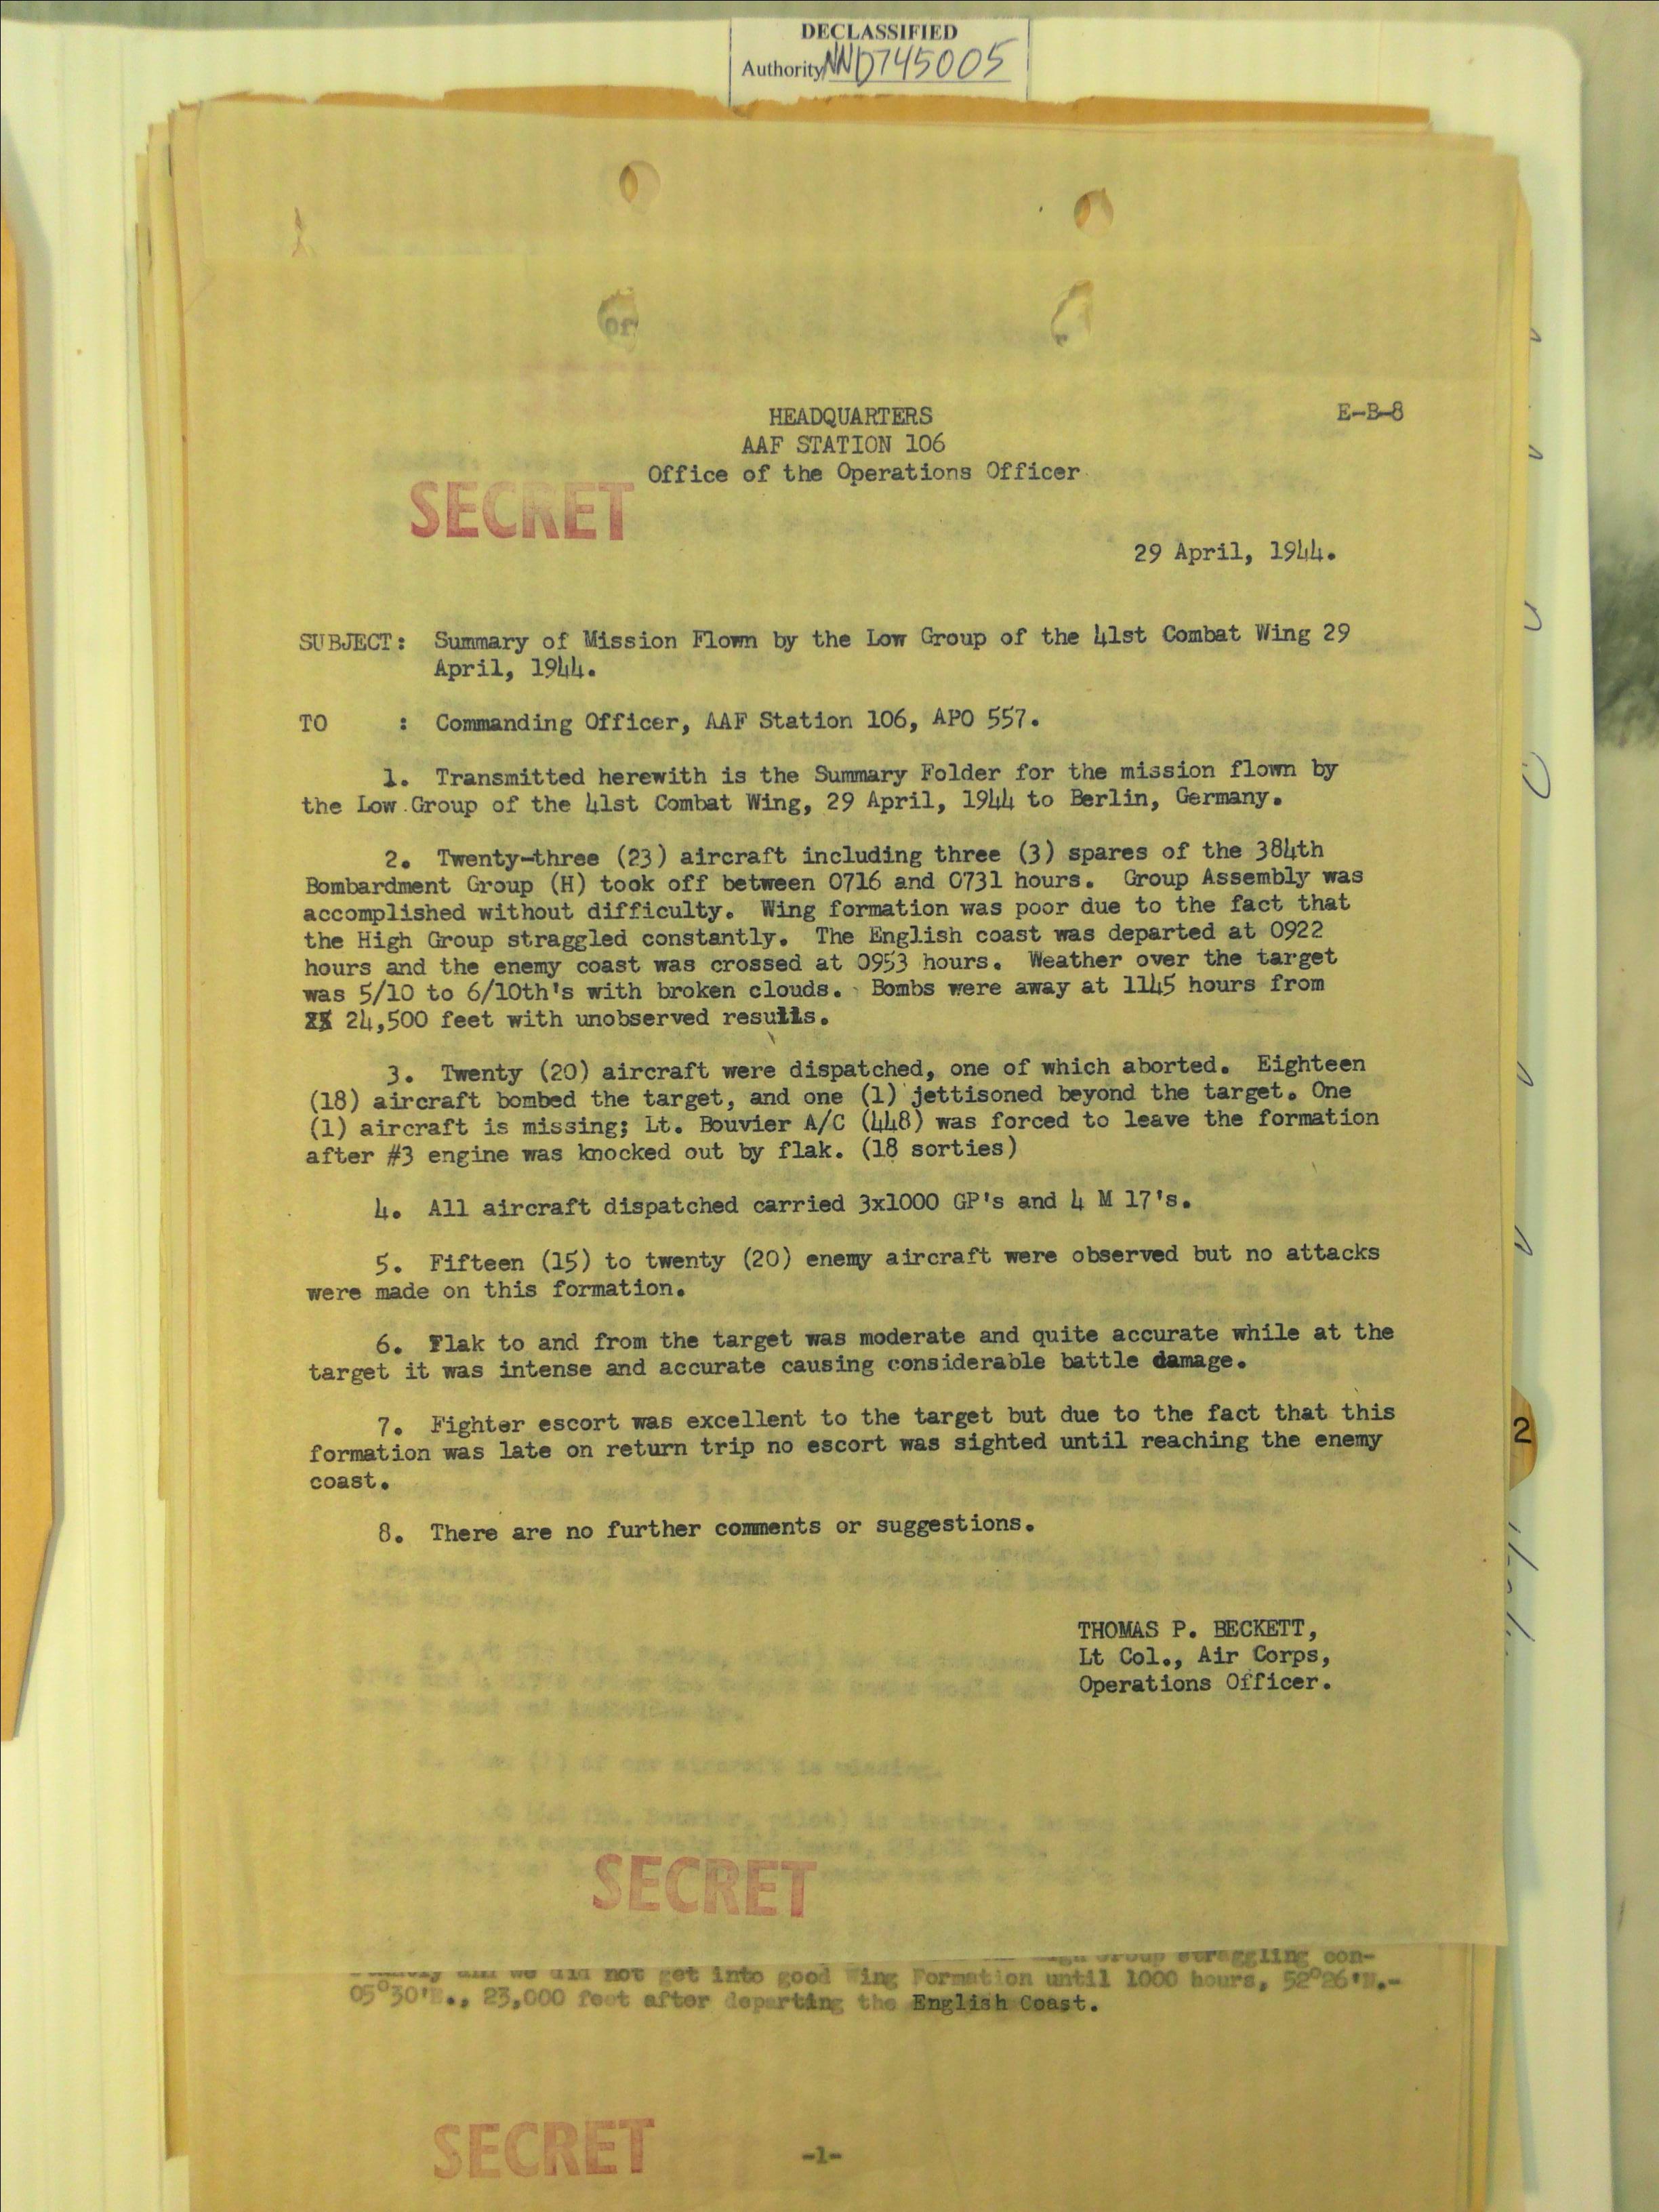 DECLASSIFIED
Authority NND745005
E-B-8
HEADQUARTERS
AAF STATION 106
Office of the Operations Officer
SECRET
29 April, 1944.
SUBJECT: Summary of Mission Flown by the Low Group of the 41st Combat Wing 29
April, 1944.
TO : Commanding Officer, AAF Station 106, APO 557.
1. Transmitted herewith is the Summary Folder for the mission flown by
the Low Group of the 41st Combat Wing, 29 April, 1944 to Berlin, Germany.
2. Twenty-three (23) aircraft including three (3) spares of the 384th
Bombardment Group (H) took off between 0716 and 0731 hours. Group Assembly was
accomplished without difficulty. Wing formation was poor due to the fact that
the High Group straggled constantly. The English coast was departed at 0922
hours and the enemy coast was crossed at 0953 hours. Weather over the target
was 5/10 to 6/10th's with broken clouds. Bombs were away at 1145 hours from
24,500 feet with unobserved results.
3. Twenty (20) aircraft were dispatched, one of which aborted. Eighteen
(18) aircraft bombed the target, and one (1) jettisoned beyond the target. One
(1) aircraft is missing; Lt. Bouvier A/C (448) was forced to leave the formation
after #3 engine was knocked out by flak. (18 sorties)
4. All aircraft dispatched carried 3x1000 GP's and 4 M 17's.
5. Fifteen (15) to twenty (20) enemy aircraft were observed but no attacks
were made on this formation.
6. Flak to and from the target was moderate and quite accurate while at the
target it was intense and accurate causing considerable battle damage.
7. Fighter escort was excellent to the target but due to the fact that this
formation was late on return trip no escort was sighted until reaching the enemy
coast.
8. There are no further comments or suggestions.
THOMAS P. BECKETT,
Lt Col., Air Corps,
Operations Officer.
SECRET
Group straggling con-
and we did not get into good Wing Formation until 1000 hours, 52°26'N.-
05°30'E., 23,000 feet after departing the English Coast.
SECRET
-1-
2